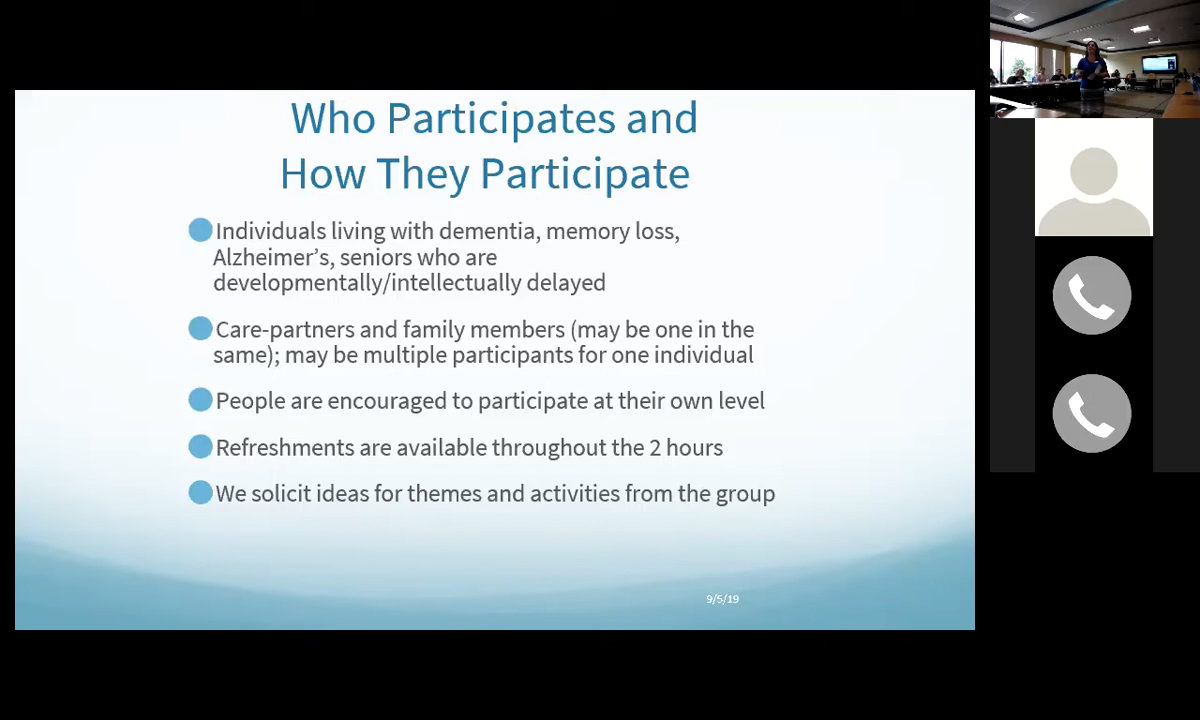 Who Participates and
How They Participate
Individuals living with dementia, memory loss,
Alzheimer’s, seniors who are
developmentally/intellectually delayed
Care-partners and family members (may be one in the
same); may be multiple participants for one individual
People are encouraged to participate at their own level
Refreshments are available throughout the 2 hours
We solicit ideas for themes and activities from the group
9/5/19